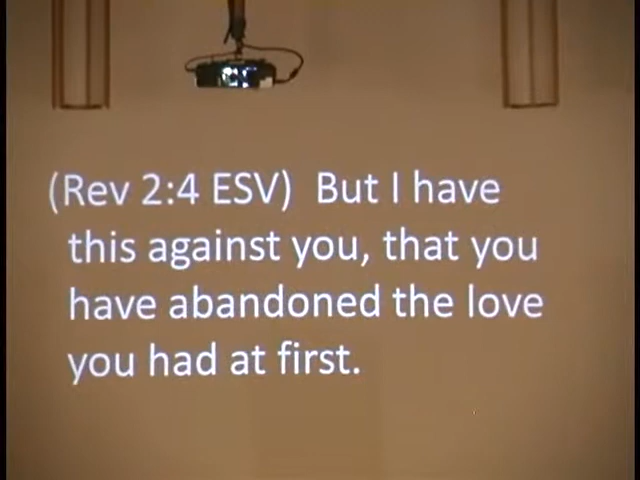 (Rev 2:4 ESV)  But I have
this against you, that you
have abandoned the love
you had at first.